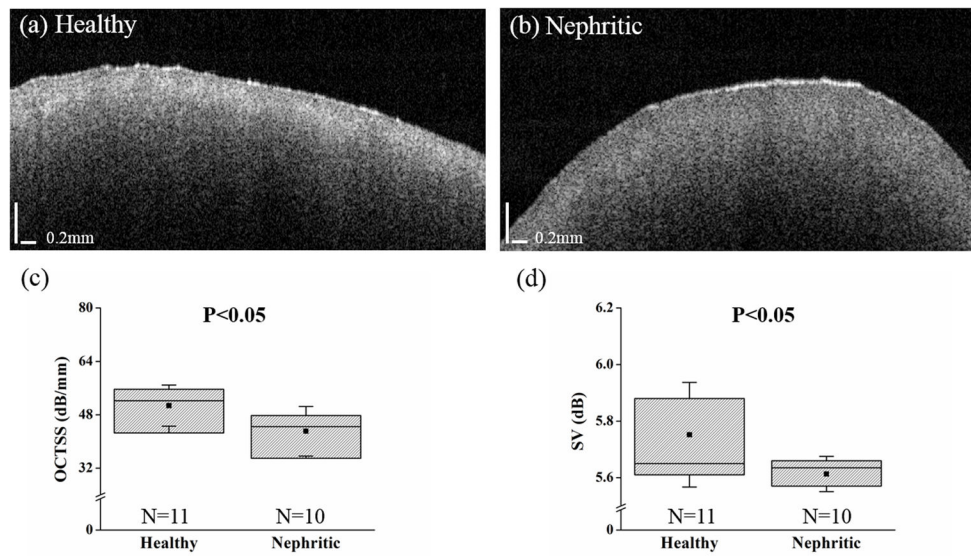 (a) Healthy
(b) Nephritic
0.2mm
0.2mm
(c)
(d)
80
64
48
32
0
OCTSS (dB/mm)
P<0.05
N=11
N=10
Healthy
Nephritic
6.2
6.0
5.8
5.6
0
SV (dB)
P<0.05
N=11
N=10
Healthy
Nephritic